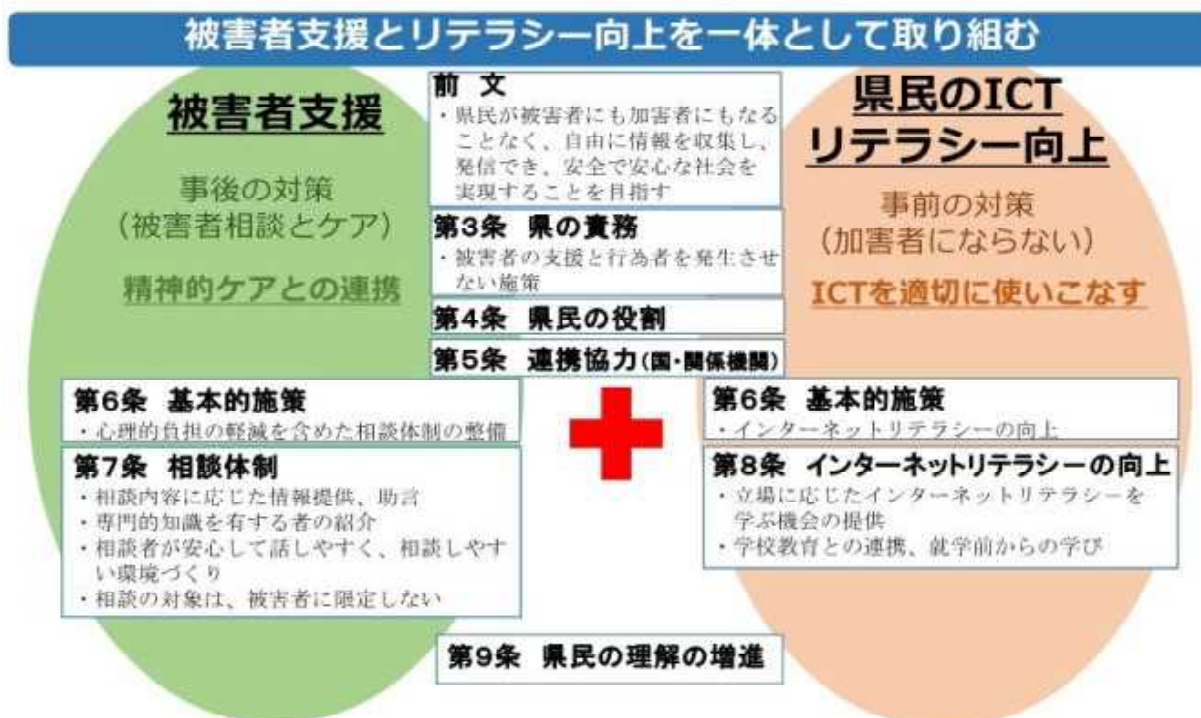 被害者支援とリテラシー向上を一体として取り組む
被害者支援
事後の対策
（被害者相談とケア）
精神的ケアとの連携
前 文
・県民が被害者にも加害者にもなる
ことなく、自由に情報を収集し、
発信でき、安全で安心な社会を
実現することを目指す
第3条 県の責務
・被害者の支援と行為者を発生させ
ない施策
第4条 県民の役割
第5条 連携協力(国・関係機関)
県民のICT
リテラシー向上
事前の対策
（加害者にならない）
ICTを適切に使いこなす
第6条 基本的施策
・心理的負担の軽減を含めた相談体制の整備
第7条 相談体制
・相談内容に応じた情報提供、助言
・専門的知識を有する者の紹介
・相談者が安心して話しやすく、相談しやす
い環境づくり
・相談の対象は、被害者に限定しない
第6条 基本的施策
・インターネットリテラシーの向上
第8条 インターネットリテラシーの向上
・立場に応じたインターネットリテラシーを
学ぶ機会の提供
・学校教育との連携、就学前からの学び
第9条 県民の理解の増進